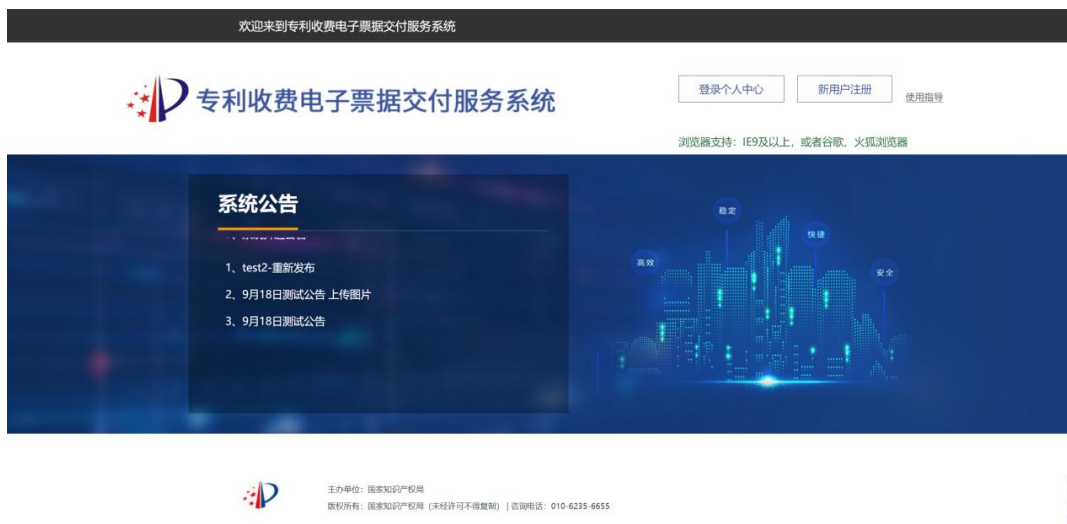 欢迎来到专利收费电子票据交付服务系统
专利收费电子票据交付服务系统
登录个人中心
新用户注册
使用指导
浏览器支持：IE9及以上，或者谷歌、火狐浏览器
系统公告
1、test2-重新发布
2、9月18日测试公告 上传图片
3、9月18日测试公告
稳定
快捷
高效
安全
主办单位：国家知识产权局
版权所有：国家知识产权局（未经许可不得复制）| 咨询电话：010-6235-6655